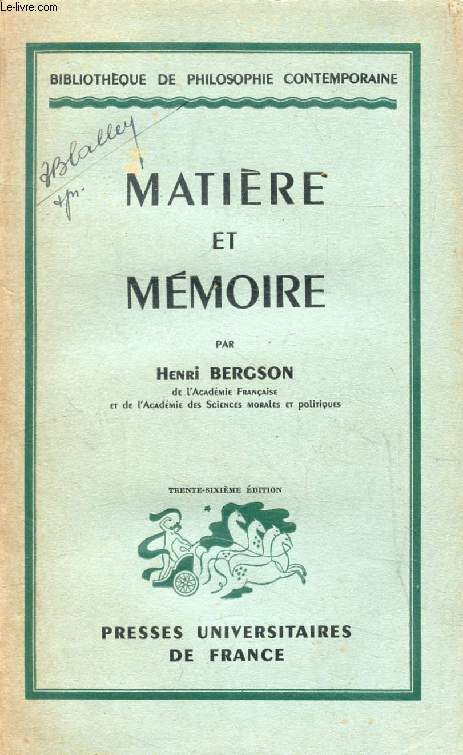 Le-livre.com
BIBLIOTHÈQUE DE PHILOSOPHIE CONTEMPORAINE
MATIÈRE
ET
MÉMOIRE
PAR
Henri BERGSON
de l'Académie Française
et de l'Académie des Sciences morales et politiques
TRENTE-SIXIÈME ÉDITION
PRESSES UNIVERSITAIRES
DE FRANCE